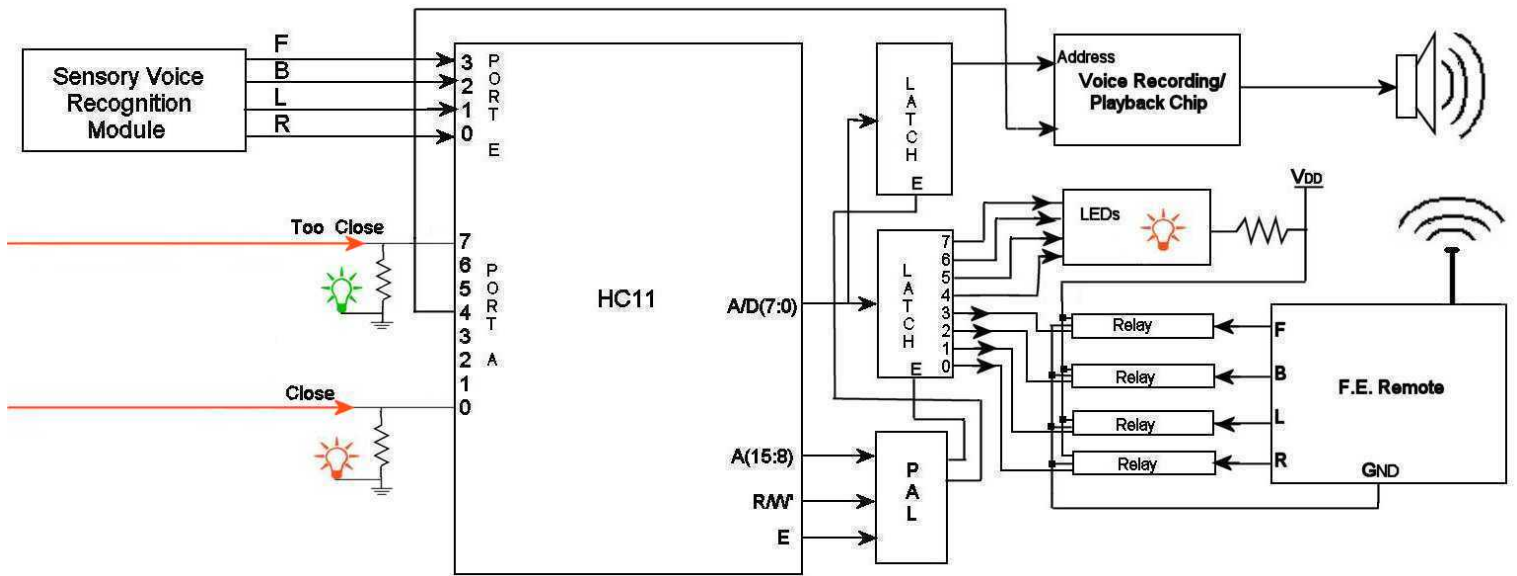 Sensory Voice
Recognition
Module
F
B
L
R
3
2
1
0
PORT E
Too Close
Close
7
6
5
4
3
2
1
0
PORT A
HC11
A/D(7:0)
A(15:8)
R/W'
E
LATCH
E
LATCH
E
7
6
5
4
3
2
1
0
PAL
Address
Voice Recording/
Playback Chip
LEDs
VDD
Relay
Relay
Relay
Relay
F
B
L
R
F.E. Remote
GND